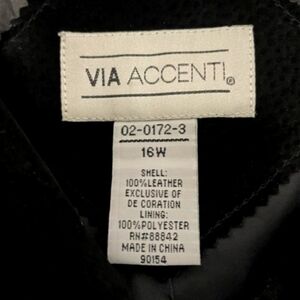 VIA ACCENTI®
02-0172-3
16W
SHELL:
100%LEATHER
EXCLUSIVE OF
DE CORATION
LINING:
100%POLYESTER
RN#88842
MADE IN CHINA
90154